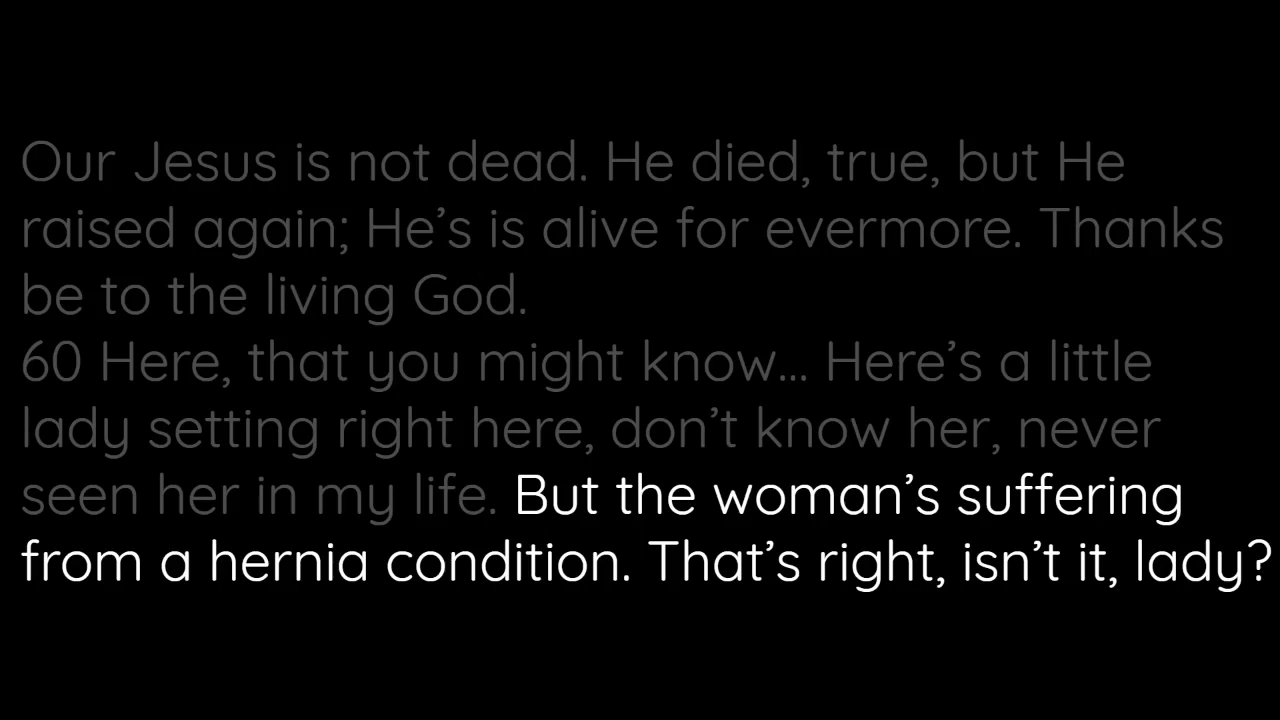 Our Jesus is not dead. He died, true, but He
raised again; He’s is alive for evermore. Thanks
be to the living God.
60 Here, that you might know... Here’s a little
lady setting right here, don’t know her, never
seen her in my life. But the woman’s suffering
from a hernia condition. That’s right, isn’t it, lady?